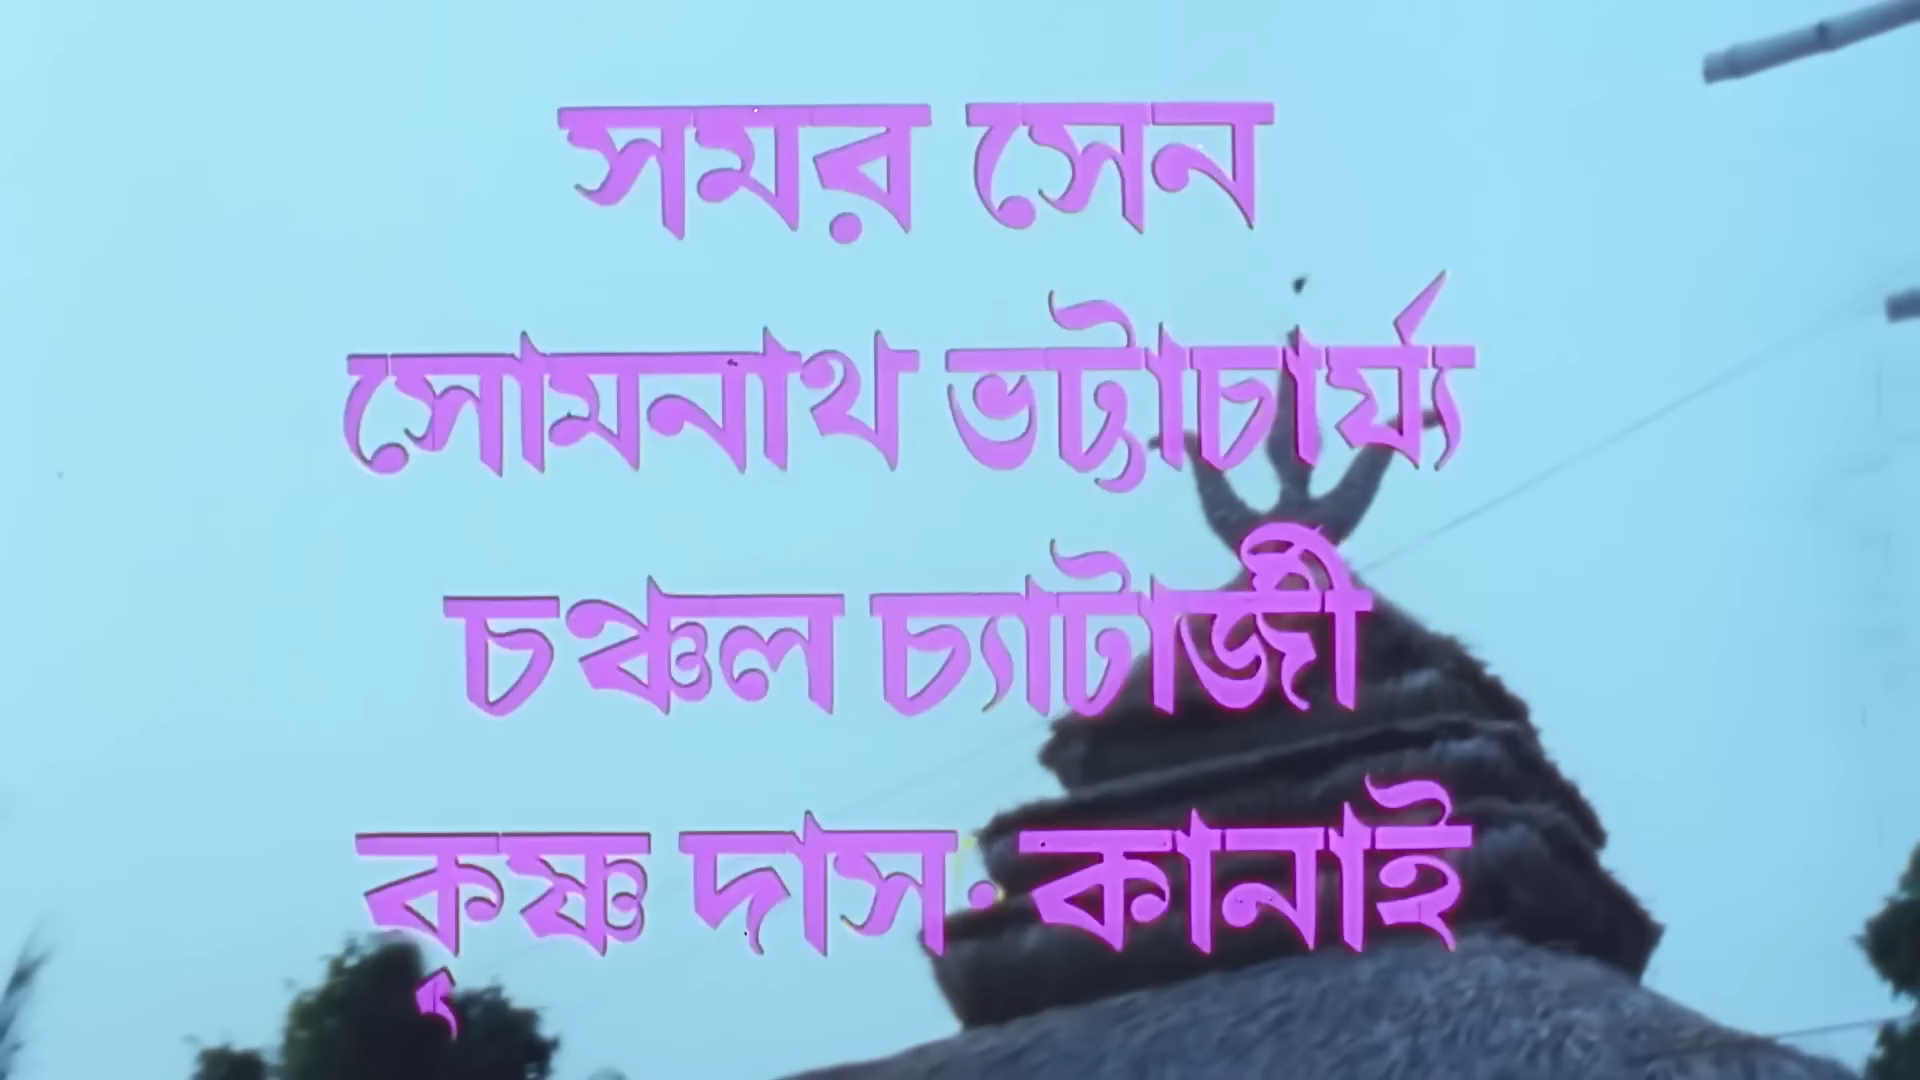 সমর সেন
সোমনাথ ভট্টাচার্য্য
চঞ্চল চ্যাটার্জী
কৃষ্ণ দাস· কানাই